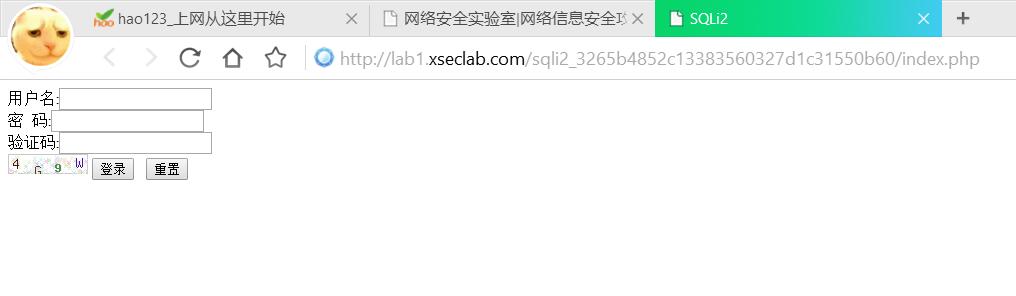 hao123_上网从这里开始
网络安全实验室|网络信息安全攻
SQLi2
http://lab1.xseclab.com/sqli2_3265b4852c13383560327d1c31550b60/index.php
用户名:
密 码:
验证码:
4 G 9 W 登录 重置